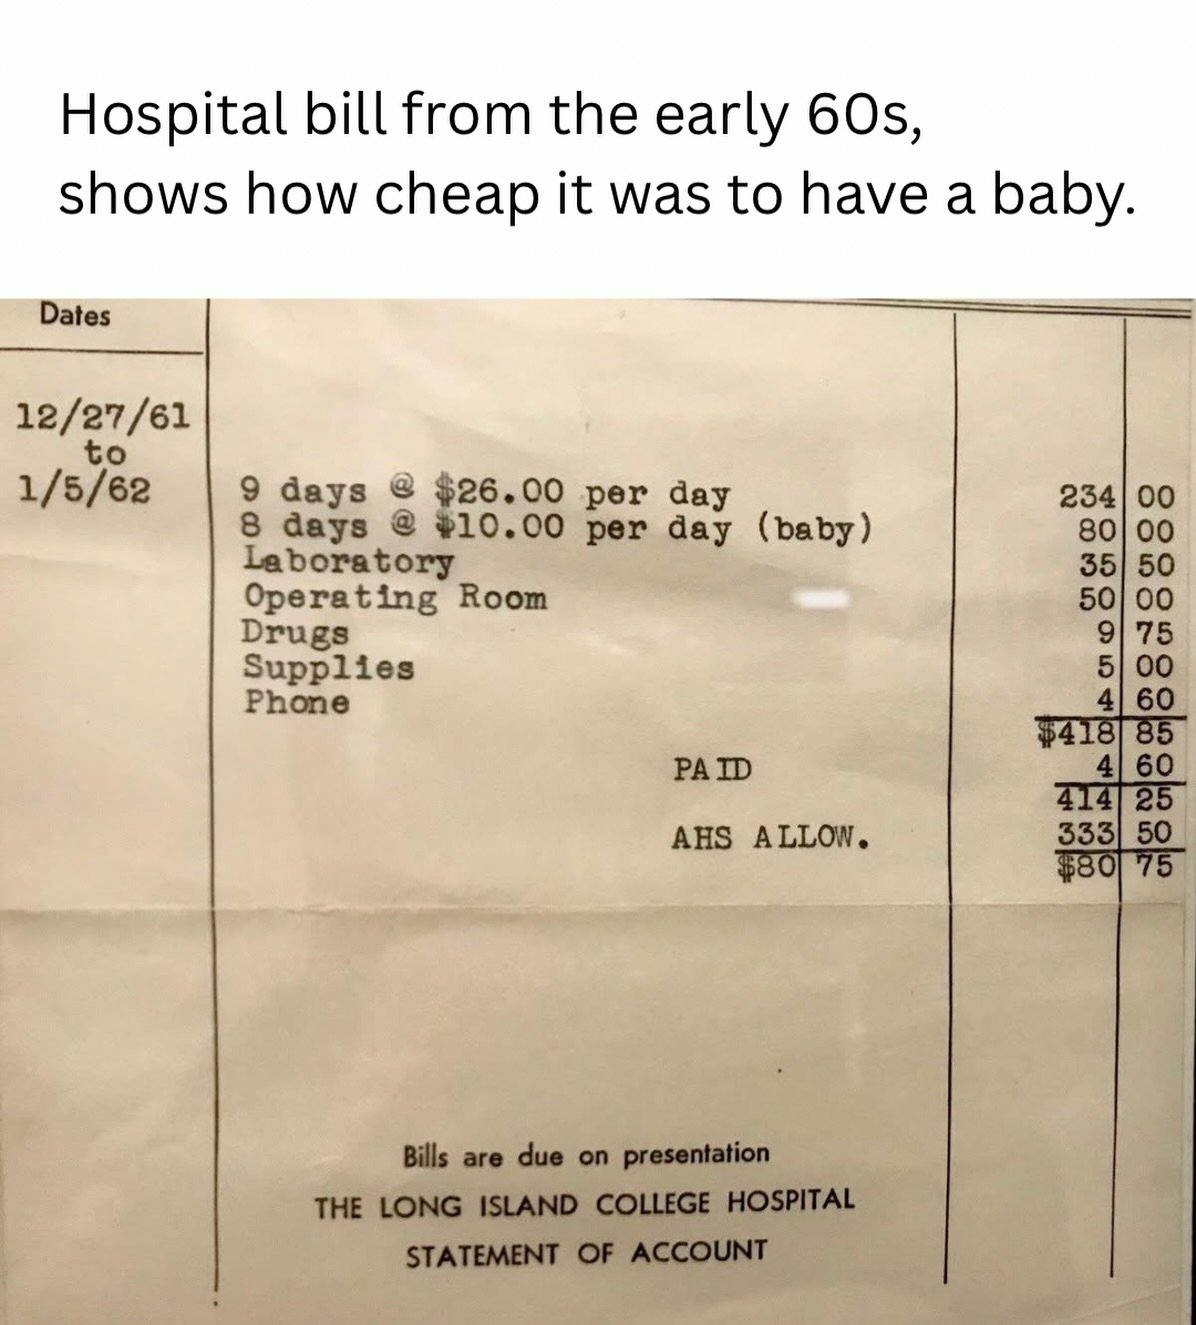 Hospital bill from the early 60s,
shows how cheap it was to have a baby.
Dates
12/27/61
to
1/5/62
9 days @ $26.00 per day 234 00
8 days @ $10.00 per day (baby) 80 00
Laboratory 35 50
Operating Room 50 00
Drugs 9 75
Supplies 5 00
Phone 4 60
$418 85
PAID 4 60
414 25
AHS ALLOW. 333 50
$80 75
Bills are due on presentation
THE LONG ISLAND COLLEGE HOSPITAL
STATEMENT OF ACCOUNT